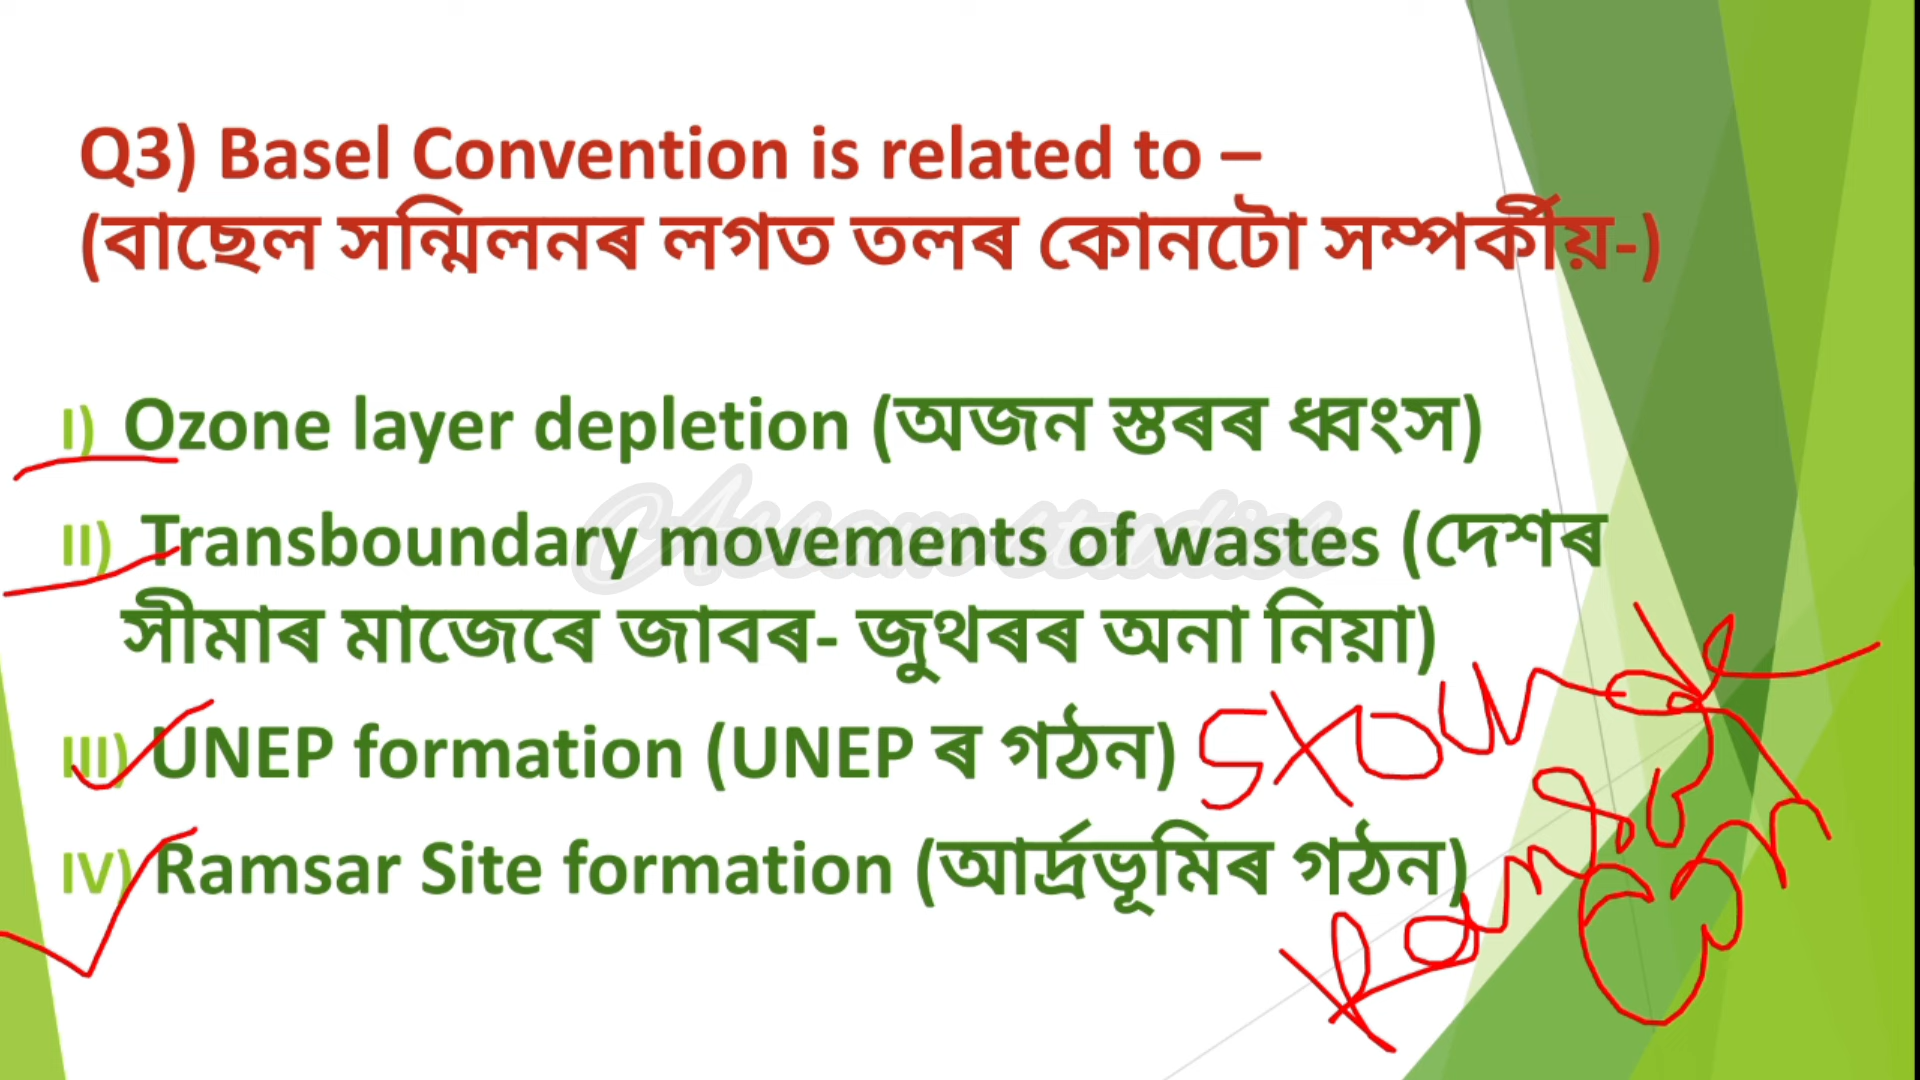 Q3) Basel Convention is related to –
(বাছেল সন্মিলনৰ লগত তলৰ কোনটো সম্পৰ্কীয়-)
I) Ozone layer depletion (অজন স্তৰৰ ধ্বংস)
II) Transboundary movements of wastes (দেশৰ
সীমাৰ মাজেৰে জাবৰ- জুথৰৰ অনা নিয়া)
III) UNEP formation (UNEP ৰ গঠন)
IV) Ramsar Site formation (আৰ্দ্ৰভূমিৰ গঠন)
Assam studies